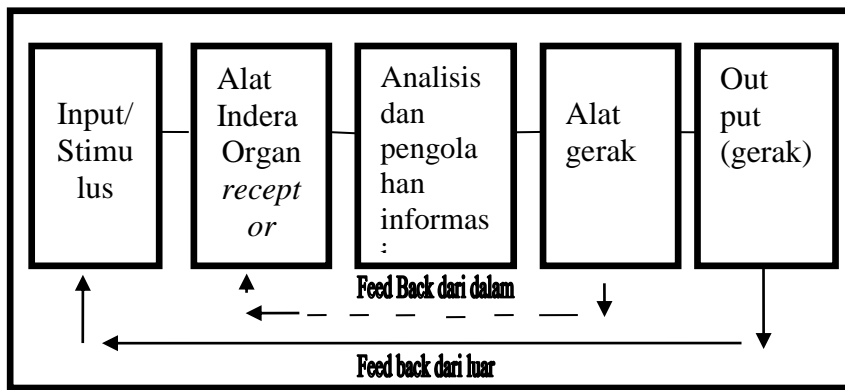 Input/
Stimu
lus
Alat
Indera
Organ
recept
or
Analisis
dan
pengola
han
informas
Alat
gerak
Out
put
(gerak)
Feed Back dari dalam
Feed back dari luar